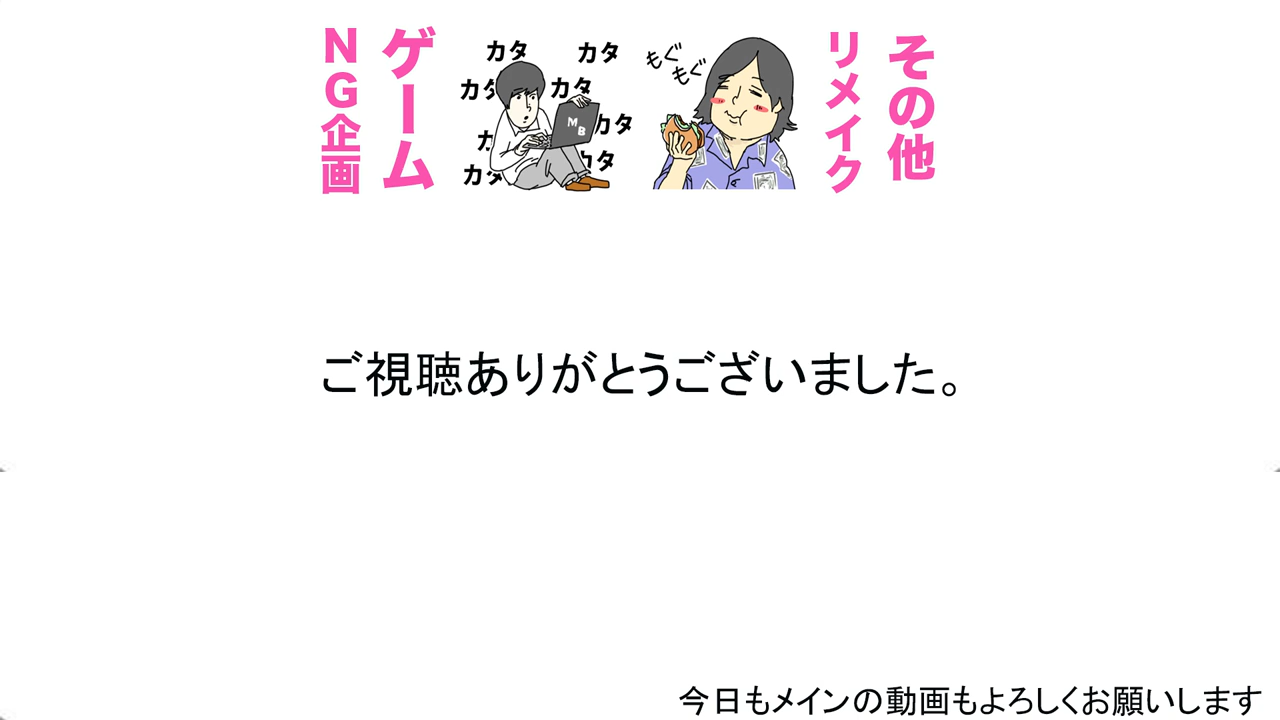 ゲーム
NG企画
カタ
カタ
カタ
カタ
カタ
カタ
カタ
カタ
MB
もぐ
もぐ
その他
リメイク
ご視聴ありがとうございました。
今日もメインの動画もよろしくお願いします